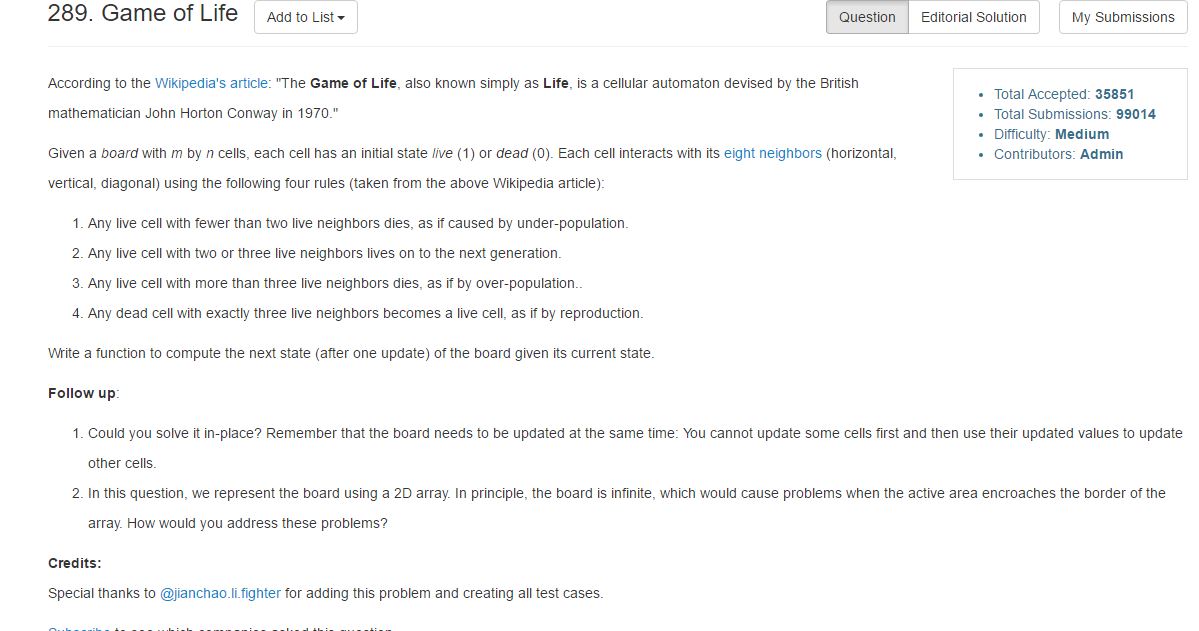 289. Game of Life Add to List Question Editorial Solution My Submissions
According to the Wikipedia's article: "The Game of Life, also known simply as Life, is a cellular automaton devised by the British
mathematician John Horton Conway in 1970."
Total Accepted: 35851
Total Submissions: 99014
Difficulty: Medium
Contributors: Admin
Given a board with m by n cells, each cell has an initial state live (1) or dead (0). Each cell interacts with its eight neighbors (horizontal,
vertical, diagonal) using the following four rules (taken from the above Wikipedia article):
1. Any live cell with fewer than two live neighbors dies, as if caused by under-population.
2. Any live cell with two or three live neighbors lives on to the next generation.
3. Any live cell with more than three live neighbors dies, as if by over-population..
4. Any dead cell with exactly three live neighbors becomes a live cell, as if by reproduction.
Write a function to compute the next state (after one update) of the board given its current state.
Follow up:
1. Could you solve it in-place? Remember that the board needs to be updated at the same time: You cannot update some cells first and then use their updated values to update
other cells.
2. In this question, we represent the board using a 2D array. In principle, the board is infinite, which would cause problems when the active area encroaches the border of the
array. How would you address these problems?
Credits:
Special thanks to @jianchao.li.fighter for adding this problem and creating all test cases.
Subscribe to see which companies asked this question